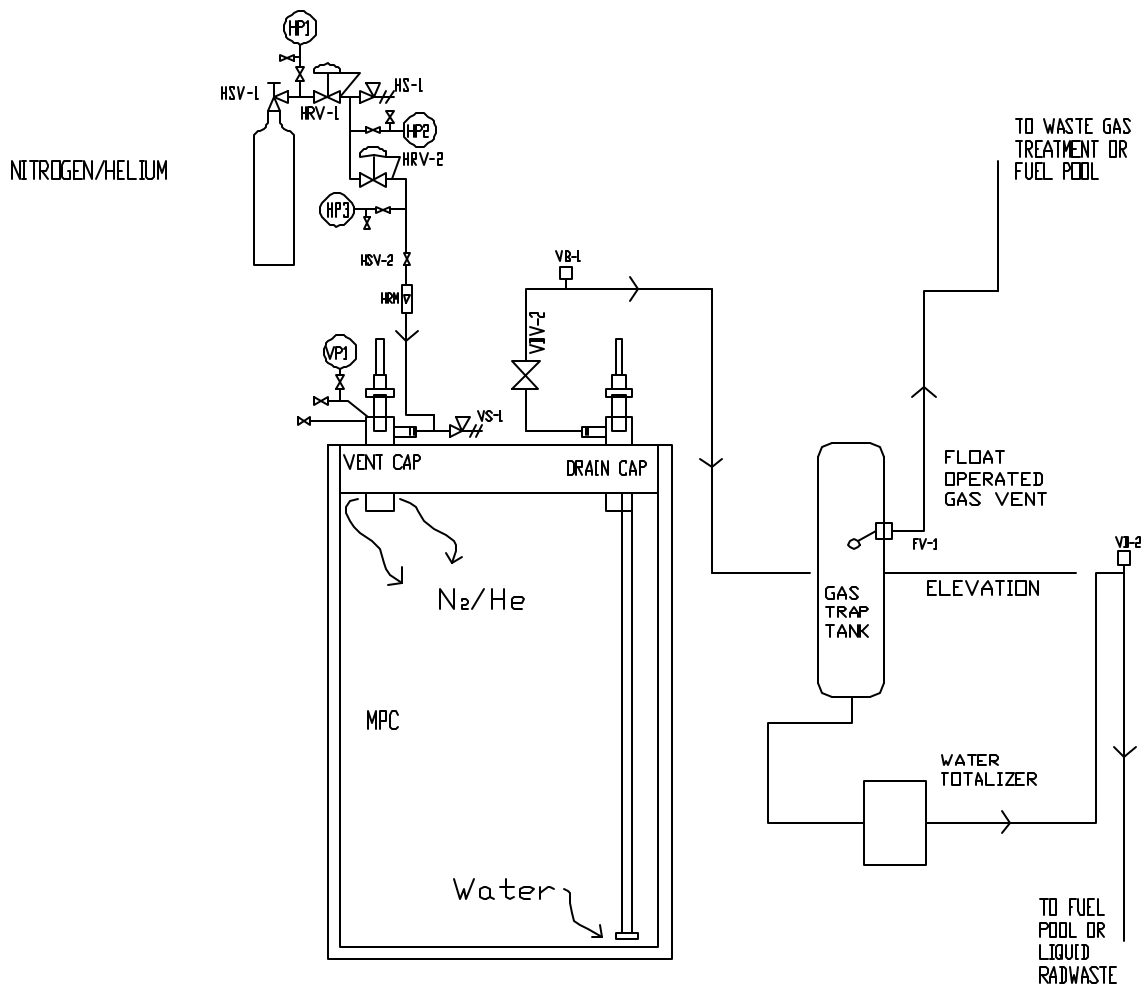 HP1
HSV-1
HS-1
HRV-1
HP2
TO WASTE GAS
TREATMENT OR
FUEL POOL
NITROGEN/HELIUM
HRV-2
HP3
HSV-2
VB-1
HRM
VDIV-2
VP1
VS-1
VENT CAP
DRAIN CAP
FLOAT
OPERATED
GAS VENT
FV-1
VB-2
ELEVATION
N2/He
GAS
TRAP
TANK
MPC
WATER
TOTALIZER
Water
TO FUEL
POOL OR
LIQUID
RADWASTE